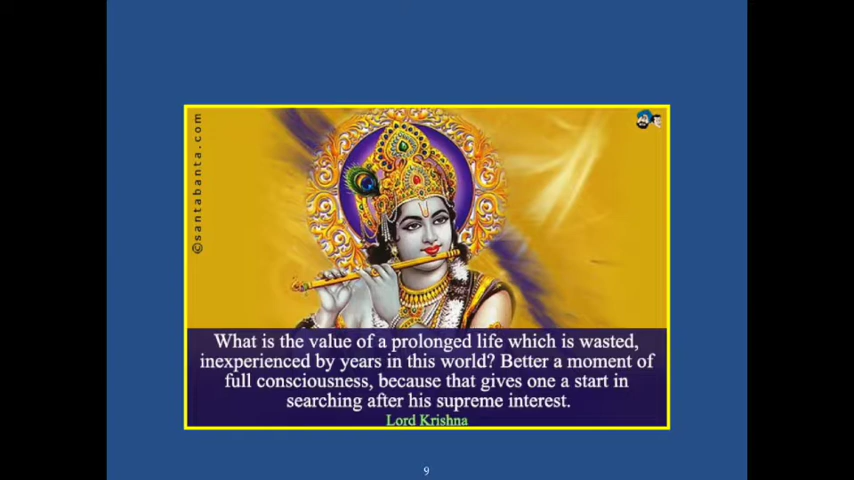 ©santabanta.com
What is the value of a prolonged life which is wasted,
inexperienced by years in this world? Better a moment of
full consciousness, because that gives one a start in
searching after his supreme interest.
Lord Krishna
9